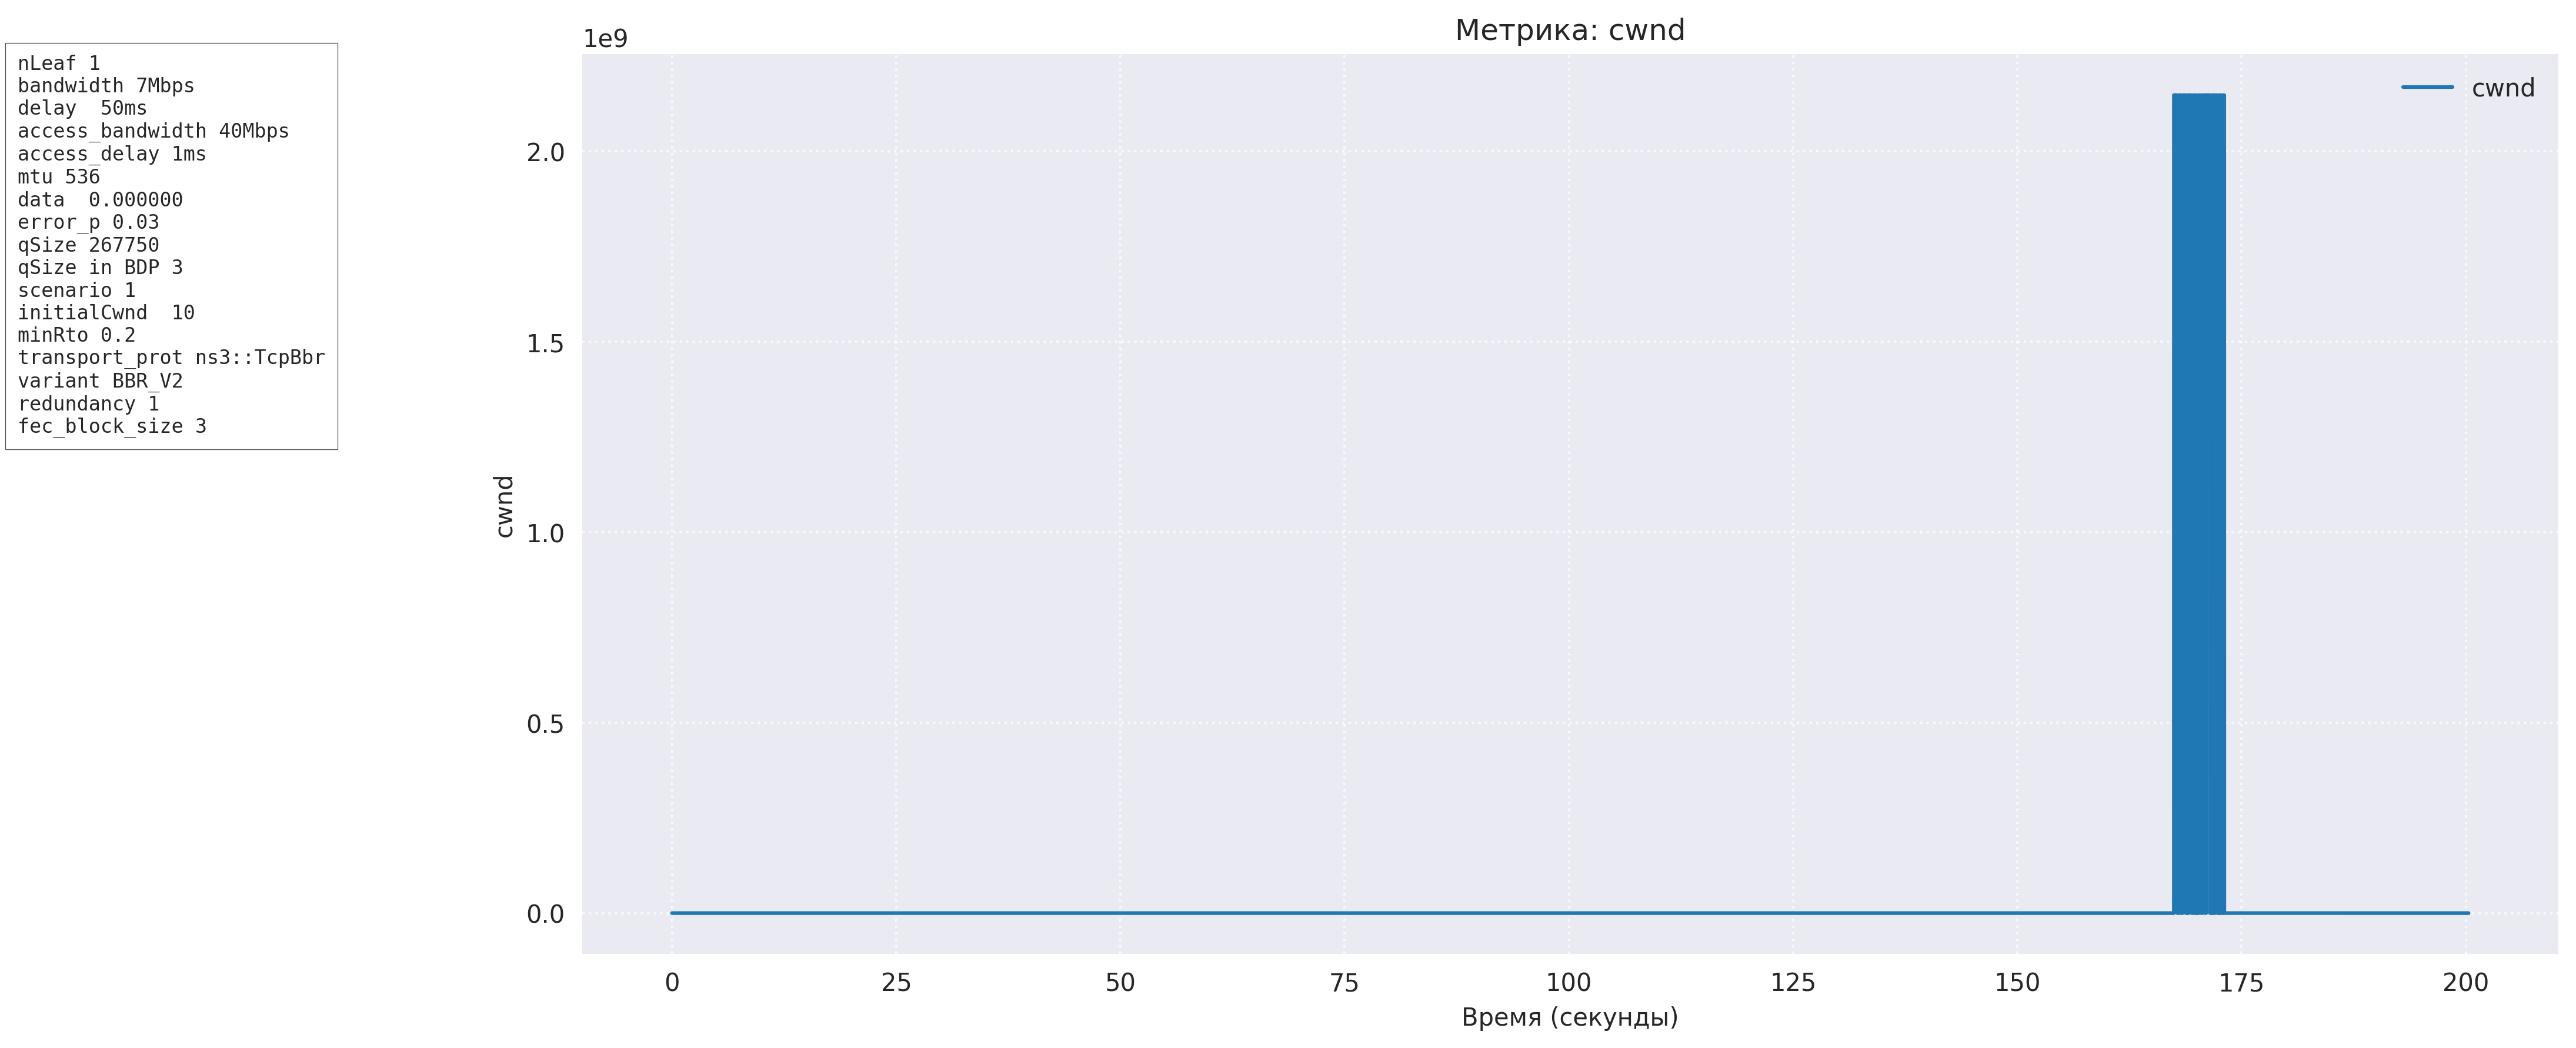 nLeaf 1
bandwidth 7Mbps
delay  50ms
access_bandwidth 40Mbps
access_delay 1ms
mtu 536
data  0.000000
error_p 0.03
qSize 267750
qSize in BDP 3
scenario 1
initialCwnd  10
minRto 0.2
transport_prot ns3::TcpBbr
variant BBR_V2
redundancy 1
fec_block_size 3
Метрика: cwnd
1e9
cwnd
2.0
1.5
1.0
0.5
0.0
cwnd
0 25 50 75 100 125 150 175 200
Время (секунды)